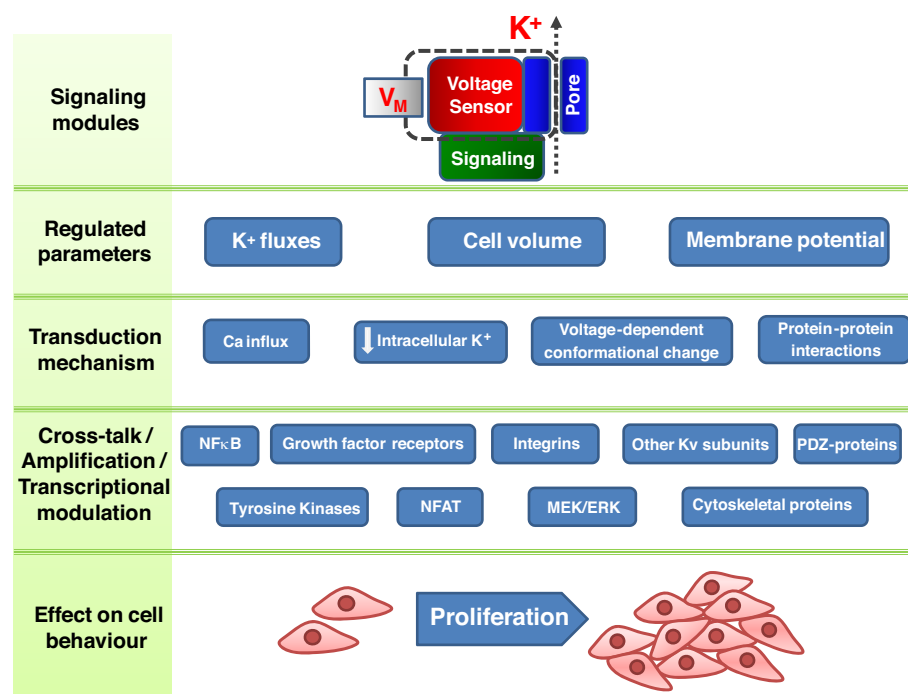 K+
Signaling
modules
VM
Voltage
Sensor
Pore
Signaling
Regulated
parameters
K+ fluxes
Cell volume
Membrane potential
Transduction
mechanism
Ca influx
Intracellular K+
Voltage-dependent
conformational change
Protein-protein
interactions
Cross-talk /
Amplification /
Transcriptional
modulation
NFκB
Growth factor receptors
Integrins
Other Kv subunits
PDZ-proteins
Tyrosine Kinases
NFAT
MEK/ERK
Cytoskeletal proteins
Effect on cell
behaviour
Proliferation